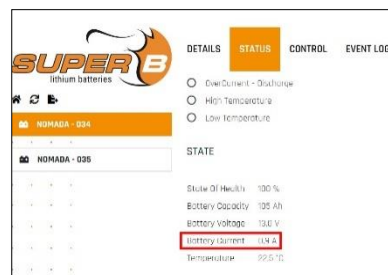 SUPER B
lithium batteries
DETAILS STATUS CONTROL EVENT LOG
OverCurrent - Discharge
High Temperature
Low Temperature
NOMADA - 034
NOMADA - 035
STATE
State Of Health 100 %
Battery Capacity 105 Ah
Battery Voltage 13.0 V
Battery Current 0.4 A
Temperature 22.5 °C